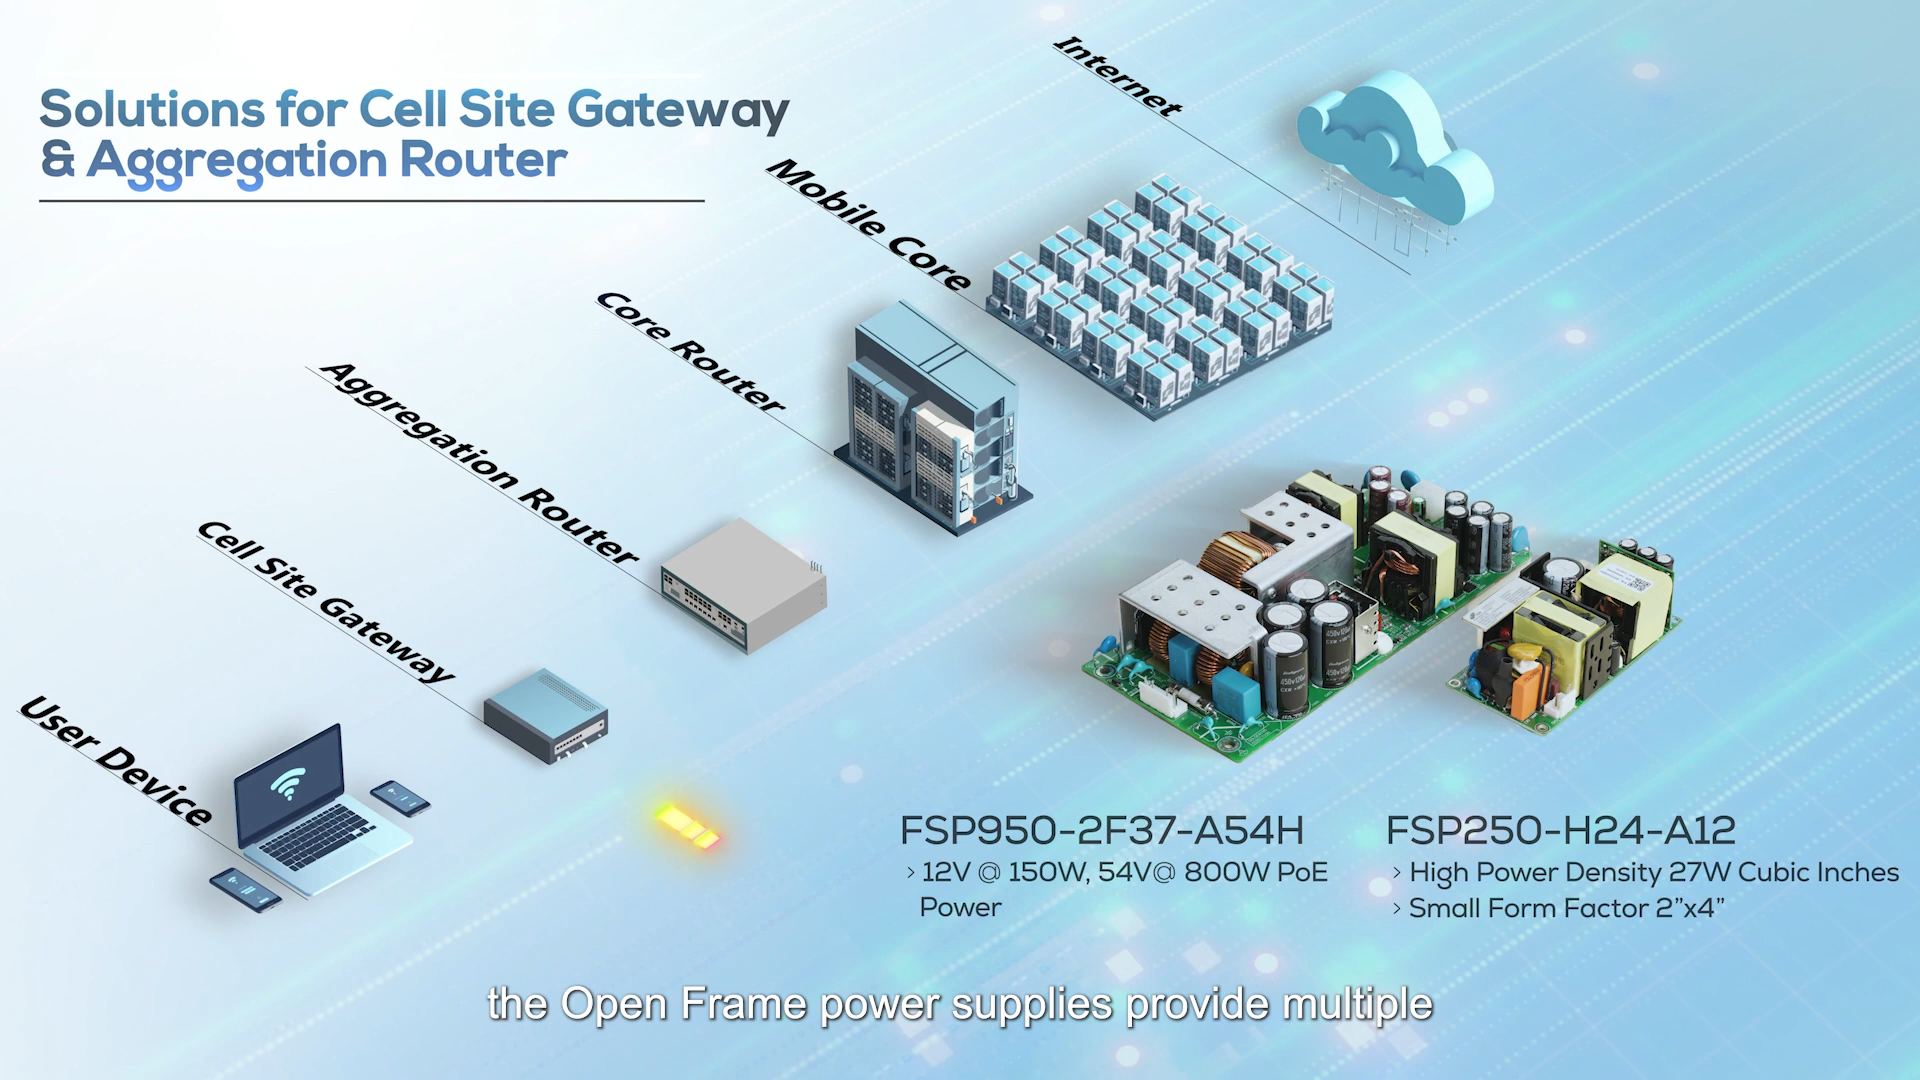 Solutions for Cell Site Gateway
& Aggregation Router
Internet
Mobile Core
Core Router
Aggregation Router
Cell Site Gateway
User Device
FSP950-2F37-A54H
› 12V @ 150W, 54V@ 800W PoE
Power
FSP250-H24-A12
› High Power Density 27W Cubic Inches
› Small Form Factor 2”x4”
the Open Frame power supplies provide multiple